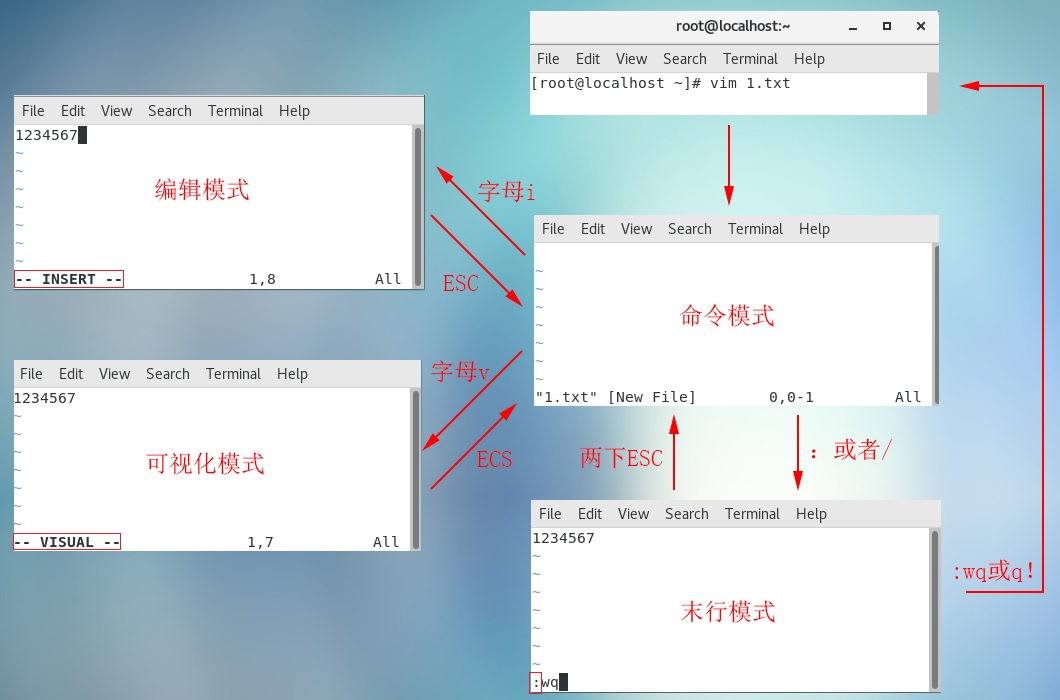 root@localhost:~
File Edit View Search Terminal Help
[root@localhost ~]# vim 1.txt
File Edit View Search Terminal Help
1234567
~
~
~
~
~
~
~
编辑模式
-- INSERT -- 1,8 All
字母i
ESC
File Edit View Search Terminal Help
~
~
~
~
~
~
~
命令模式
"1.txt" [New File] 0,0-1 All
File Edit View Search Terminal Help
1234567
~
~
~
~
~
~
~
可视化模式
-- VISUAL -- 1,7 All
字母v
ECS
两下ESC
：或者/
File Edit View Search Terminal Help
1234567
~
~
~
~
~
~
~
末行模式
:wq
:wq或q!